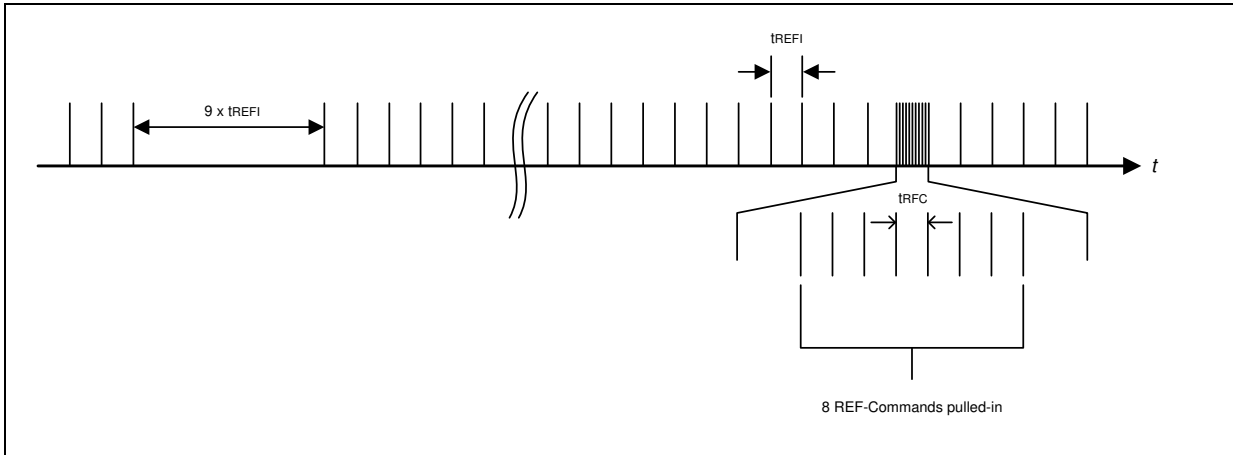 tREFI
9 x tREFI
t
tRFC
8 REF-Commands pulled-in